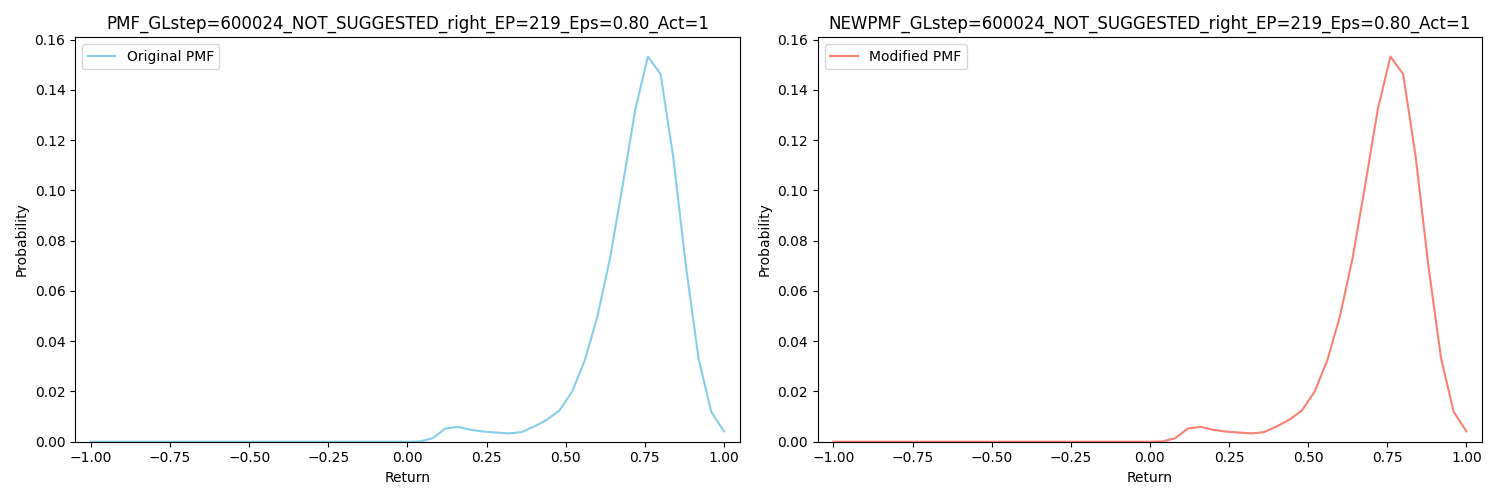 PMF_GLstep=600024_NOT_SUGGESTED_right_EP=219_Eps=0.80_Act=1
Original PMF
0.16
0.14
0.12
0.10
0.08
0.06
0.04
0.02
0.00
Probability
−1.00 −0.75 −0.50 −0.25 0.00 0.25 0.50 0.75 1.00
Return
NEWPMF_GLstep=600024_NOT_SUGGESTED_right_EP=219_Eps=0.80_Act=1
Modified PMF
0.16
0.14
0.12
0.10
0.08
0.06
0.04
0.02
0.00
Probability
−1.00 −0.75 −0.50 −0.25 0.00 0.25 0.50 0.75 1.00
Return